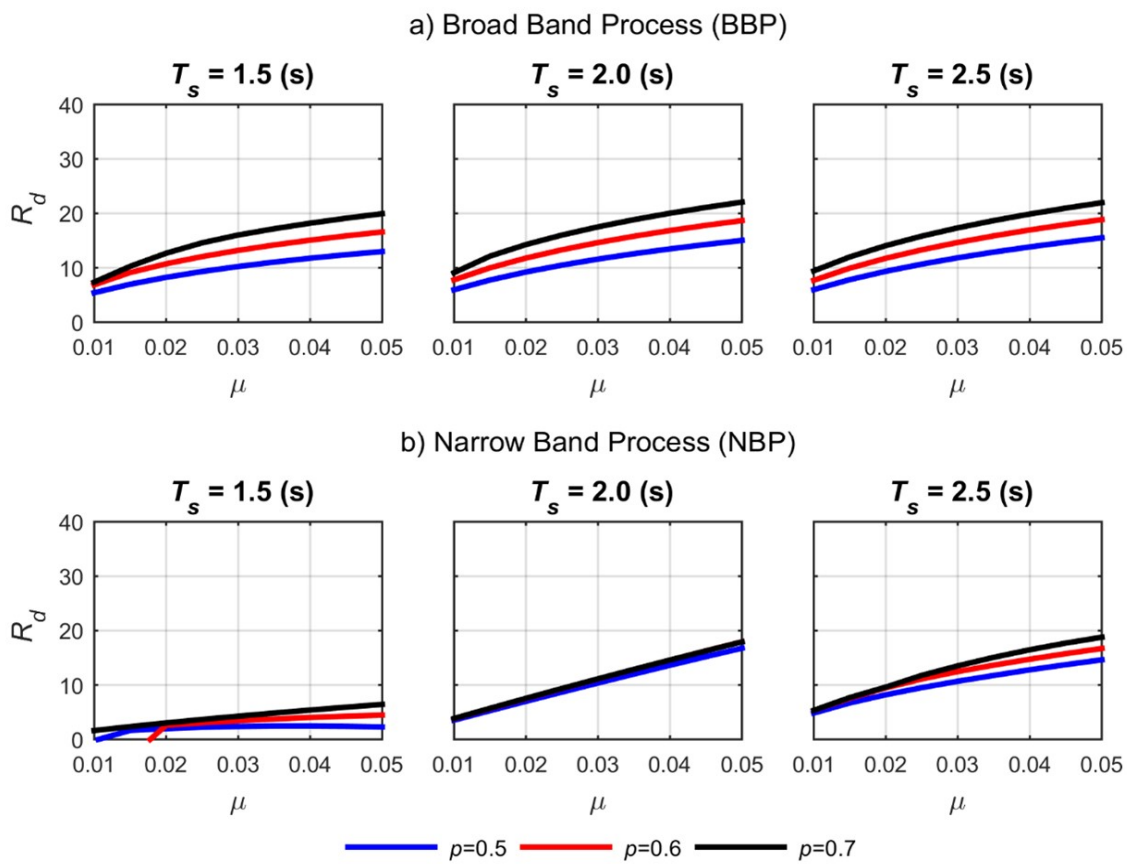 a) Broad Band Process (BBP)
T_s = 1.5 (s) T_s = 2.0 (s) T_s = 2.5 (s)
40
30
20
10
0
R_d
0.01 0.02 0.03 0.04 0.05 0.01 0.02 0.03 0.04 0.05 0.01 0.02 0.03 0.04 0.05
μ μ μ
b) Narrow Band Process (NBP)
T_s = 1.5 (s) T_s = 2.0 (s) T_s = 2.5 (s)
40
30
20
10
0
R_d
0.01 0.02 0.03 0.04 0.05 0.01 0.02 0.03 0.04 0.05 0.01 0.02 0.03 0.04 0.05
μ μ μ
p=0.5 p=0.6 p=0.7